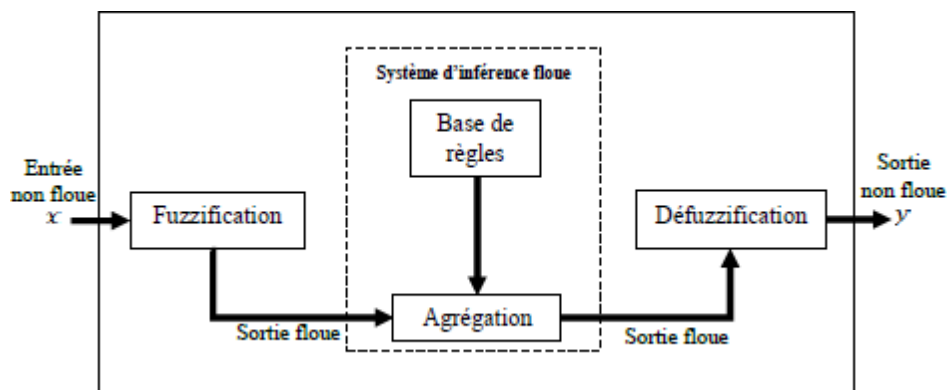 Système d'inférence floue
Base de
règles
Entrée
non floue
x
Fuzzification
Sortie
non floue
y
Défuzzification
Agrégation
Sortie floue
Sortie floue